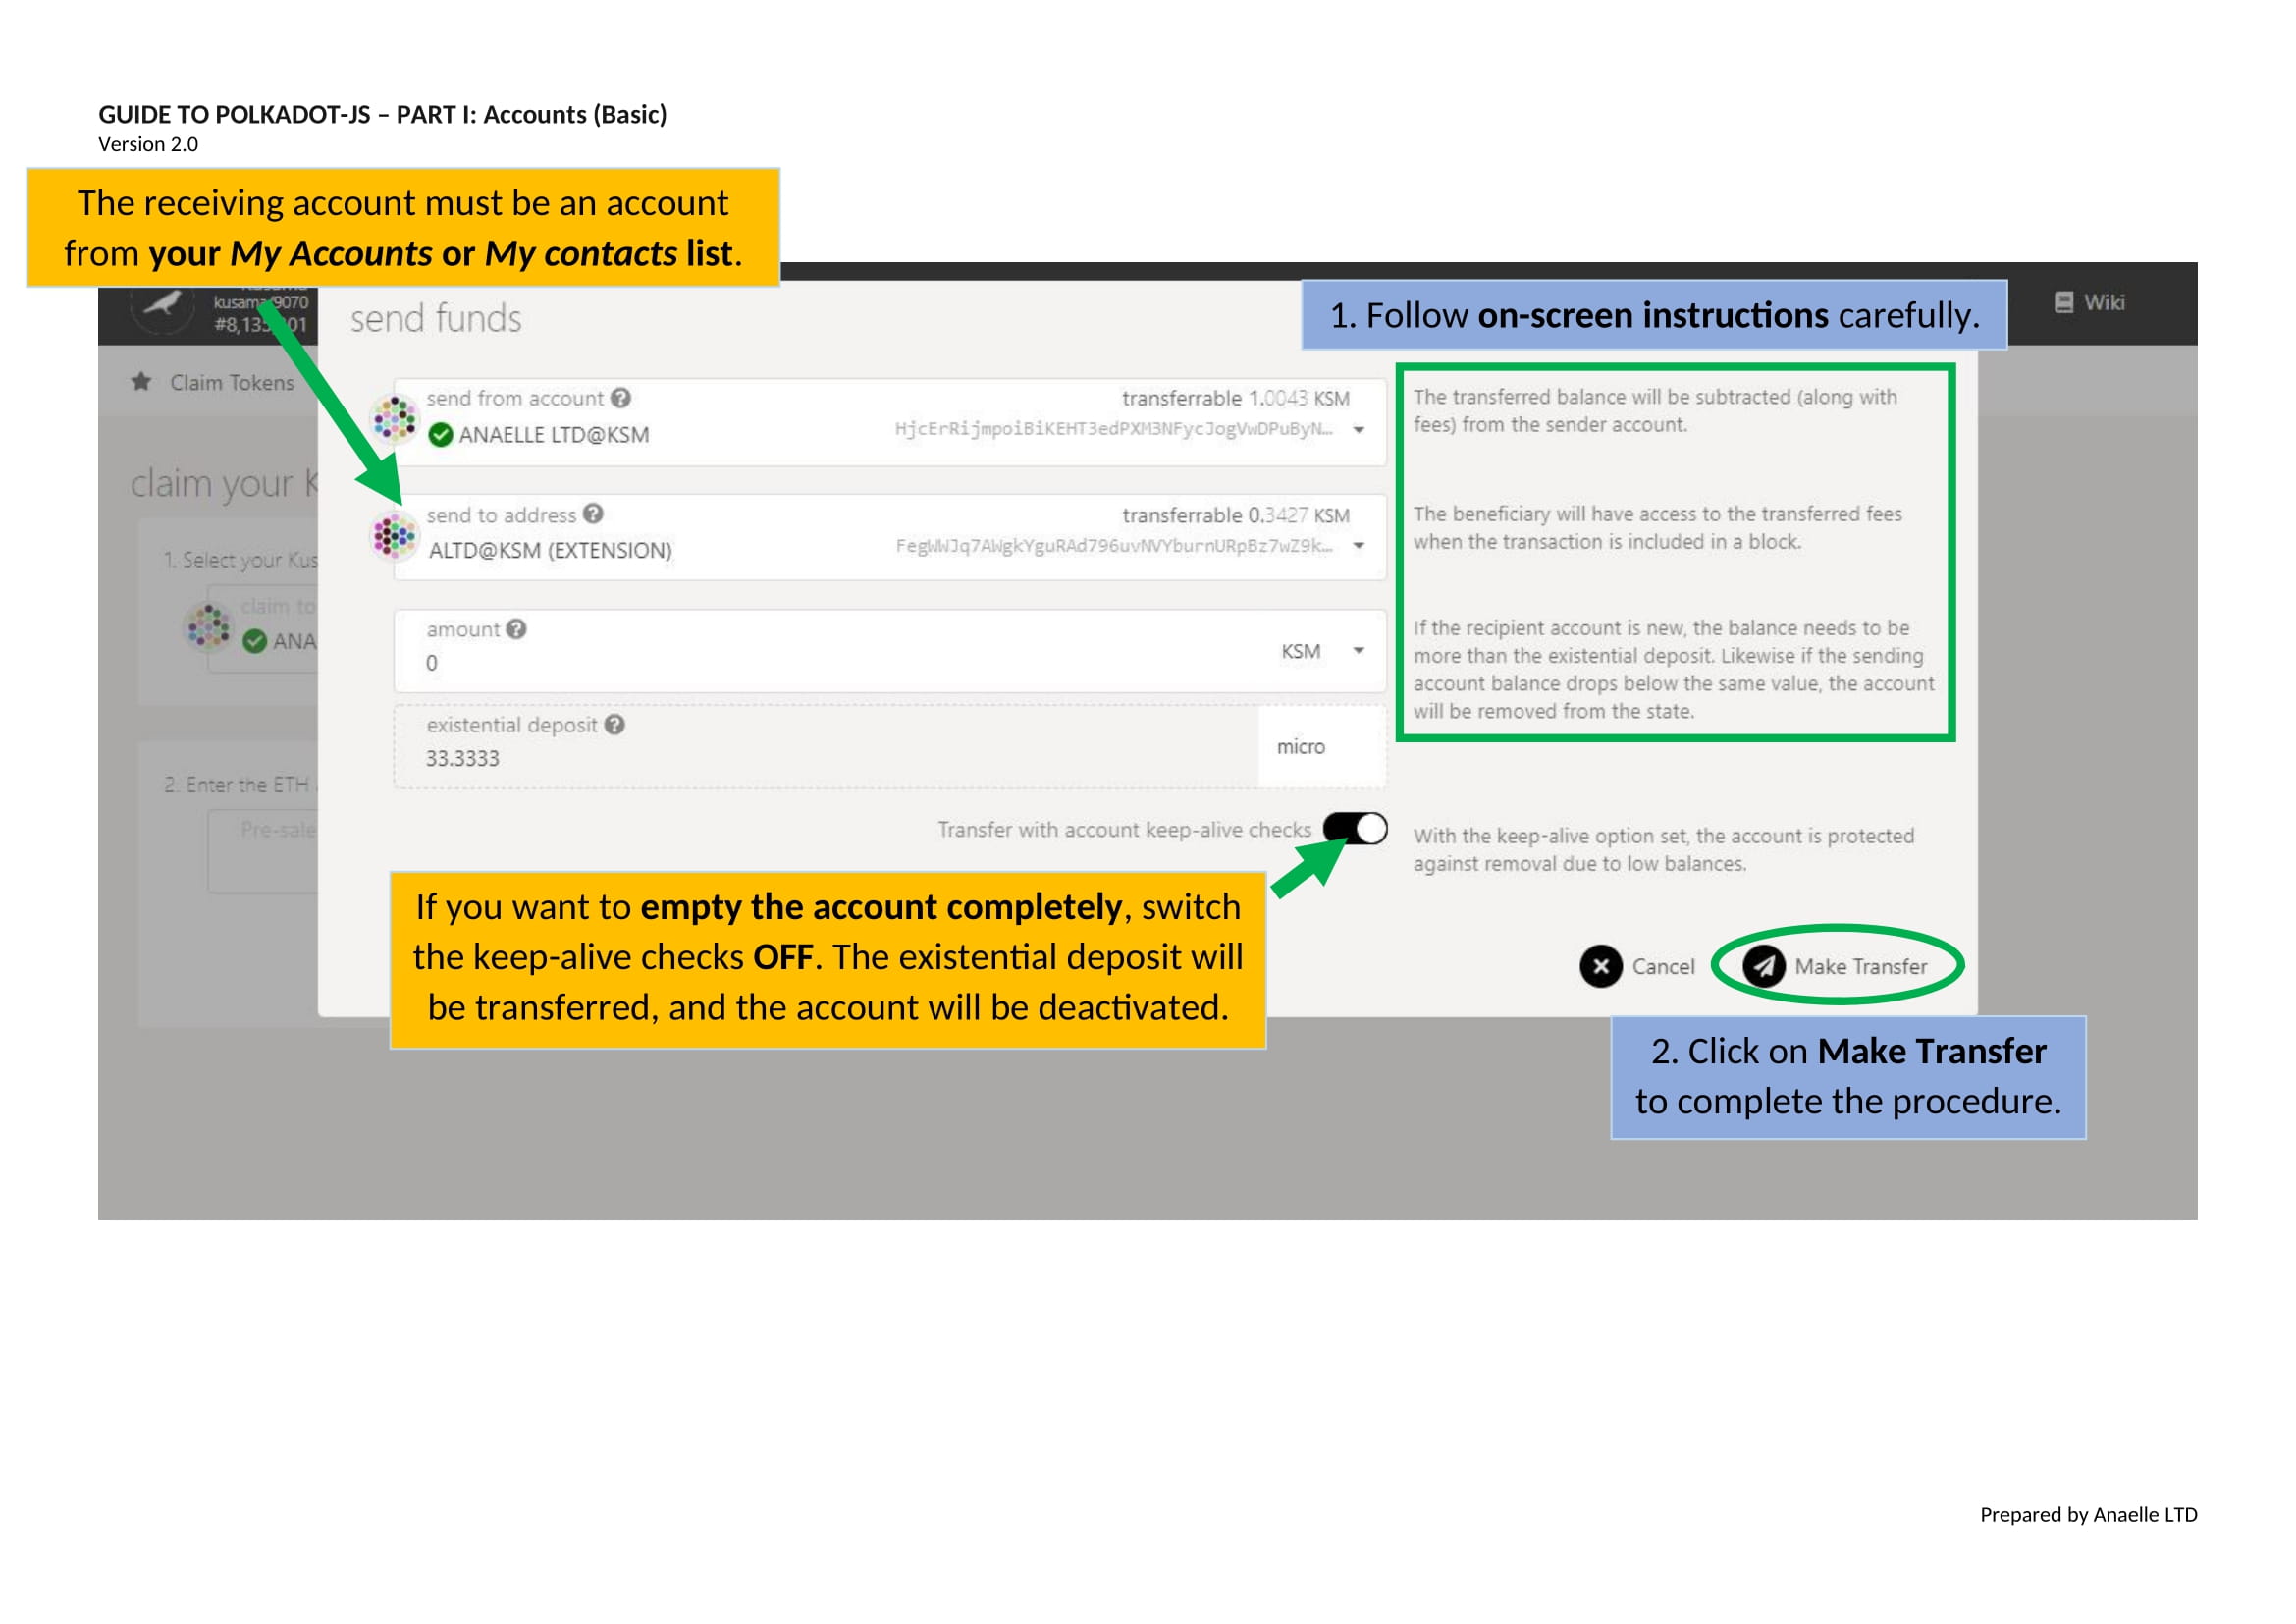 GUIDE TO POLKADOT-JS – PART I: Accounts (Basic)
Version 2.0
The receiving account must be an account
from your My Accounts or My contacts list.
kusama/9070
#8,13
01
send funds
1. Follow on-screen instructions carefully.
Wiki
Claim Tokens
send from account
transferrable 1.0043 KSM
ANAELLE LTD@KSM
HjcErRijmpoiBiKEHT3edPXM3NFycJogVwDPuByN…
The transferred balance will be subtracted (along with
fees) from the sender account.
claim your K
send to address
transferrable 0.3427 KSM
ALTD@KSM (EXTENSION)
FegWWJq7AWgkYguRAd796uvNVYburnURpBz7wZ9k…
The beneficiary will have access to the transferred fees
when the transaction is included in a block.
1. Select your Kus
claim to
ANA
amount
0
KSM
If the recipient account is new, the balance needs to be
more than the existential deposit. Likewise if the sending
account balance drops below the same value, the account
will be removed from the state.
existential deposit
33.3333
micro
2. Enter the ETH
Pre-sale
Transfer with account keep-alive checks
With the keep-alive option set, the account is protected
against removal due to low balances.
If you want to empty the account completely, switch
the keep-alive checks OFF. The existential deposit will
be transferred, and the account will be deactivated.
Cancel
Make Transfer
2. Click on Make Transfer
to complete the procedure.
Prepared by Anaelle LTD